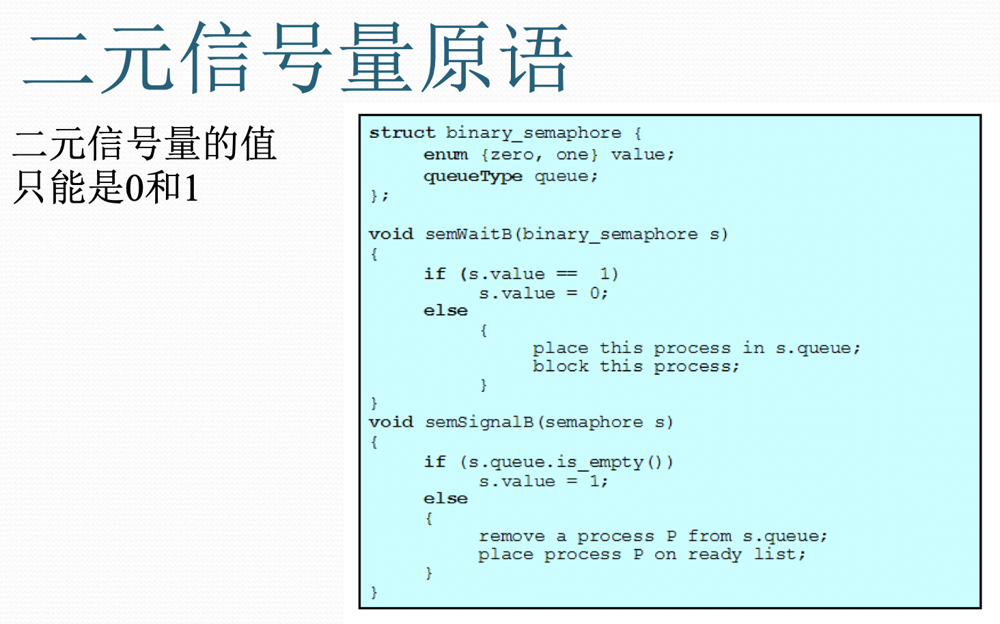 二元信号量原语
二元信号量的值
只能是0和1
struct binary_semaphore {
enum {zero, one} value;
queueType queue;
};
void semWaitB(binary_semaphore s)
{
if (s.value == 1)
s.value = 0;
else
{
place this process in s.queue;
block this process;
}
}
void semSignalB(semaphore s)
{
if (s.queue.is_empty())
s.value = 1;
else
{
remove a process P from s.queue;
place process P on ready list;
}
}